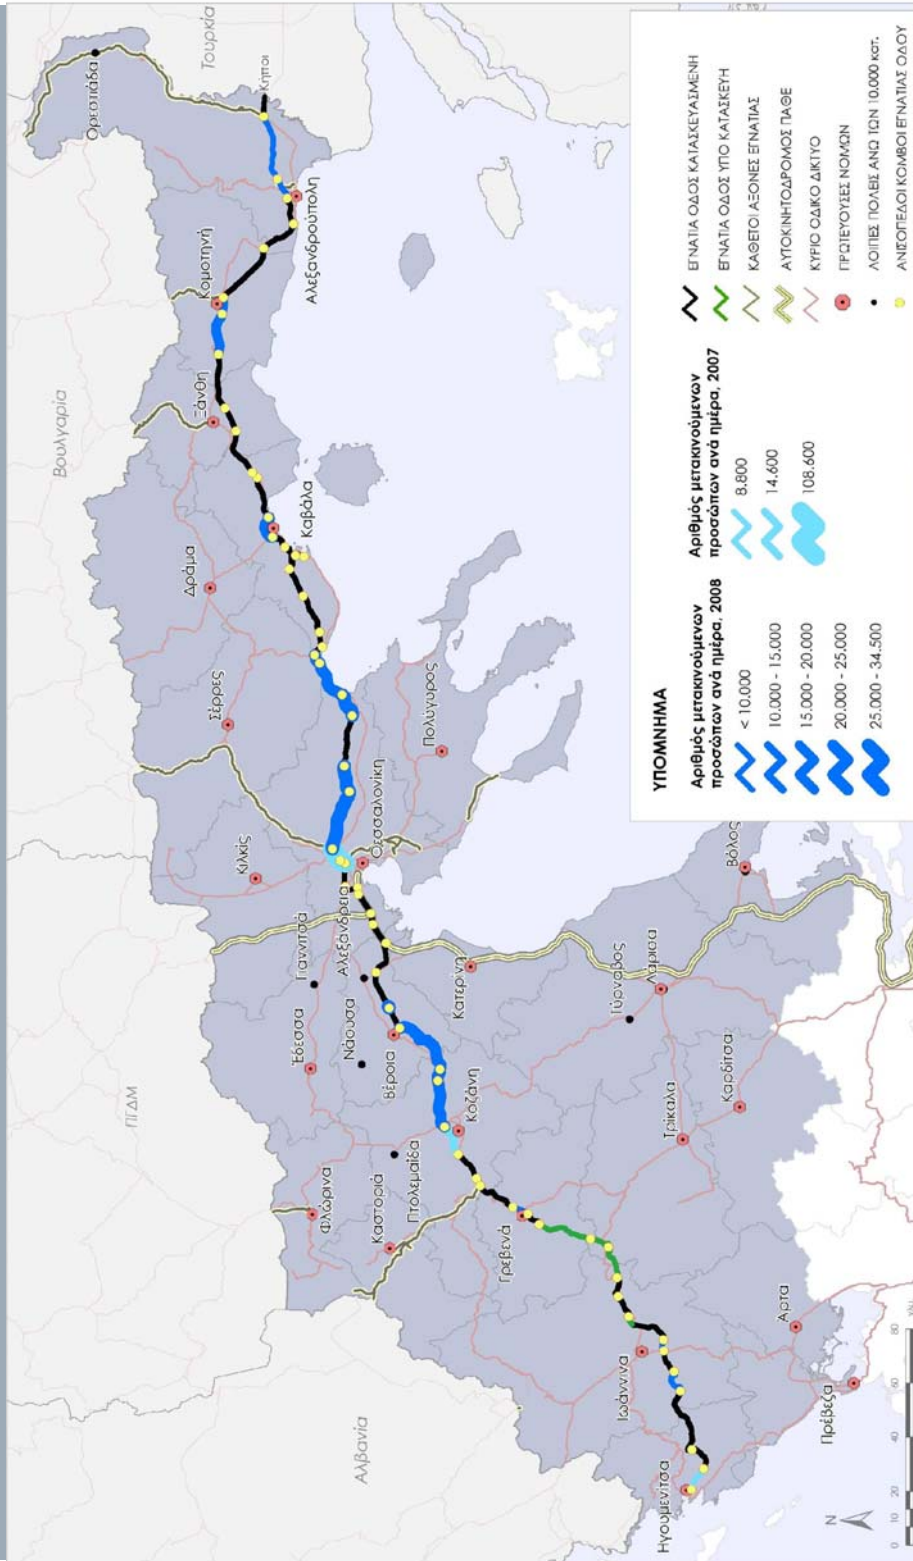 Βουλγαρία
Τουρκία
ΠΓΔΜ
Αλβανία
Ορεστιάδα
Κήποι
Κομοτηνή
Αλεξανδρούπολη
Ξάνθη
Καβάλα
Δράμα
Σέρρες
Πολύγυρος
Θεσσαλονίκη
Κιλκίς
Γιαννιτσά
Αλεξάνδρεια
Έδεσσα
Νάουσα
Βέροια
Κατερίνη
Κοζάνη
Πτολεμαΐδα
Φλώρινα
Καστοριά
Γρεβενά
Τύρναβος
Λάρισα
Βόλος
Τρίκαλα
Καρδίτσα
Ιωάννινα
Άρτα
Πρέβεζα
Ηγουμενίτσα
N
0 10 20 40 60 80
ΥΠΟΜΝΗΜΑ
Αριθμός μετακινούμενων
προσώπων ανά ημέρα, 2008
< 10.000
10.000 - 15.000
15.000 - 20.000
20.000 - 25.000
25.000 - 34.500
Αριθμός μετακινούμενων
προσώπων ανά ημέρα, 2007
8.800
14.600
108.600
ΕΓΝΑΤΙΑ ΟΔΟΣ ΚΑΤΑΣΚΕΥΑΣΜΕΝΗ
ΕΓΝΑΤΙΑ ΟΔΟΣ ΥΠΟ ΚΑΤΑΣΚΕΥΗ
ΚΑΘΕΤΟΙ ΑΞΟΝΕΣ ΕΓΝΑΤΙΑΣ
ΑΥΤΟΚΙΝΗΤΟΔΡΟΜΟΣ ΠΑΘΕ
ΚΥΡΙΟ ΟΔΙΚΟ ΔΙΚΤΥΟ
ΠΡΩΤΕΥΟΥΣΕΣ ΝΟΜΩΝ
ΛΟΙΠΕΣ ΠΟΛΕΙΣ ΑΝΩ ΤΩΝ 10.000 κατ.
ΑΝΙΣΟΠΕΔΟΙ ΚΟΜΒΟΙ ΕΓΝΑΤΙΑΣ ΟΔΟΥ